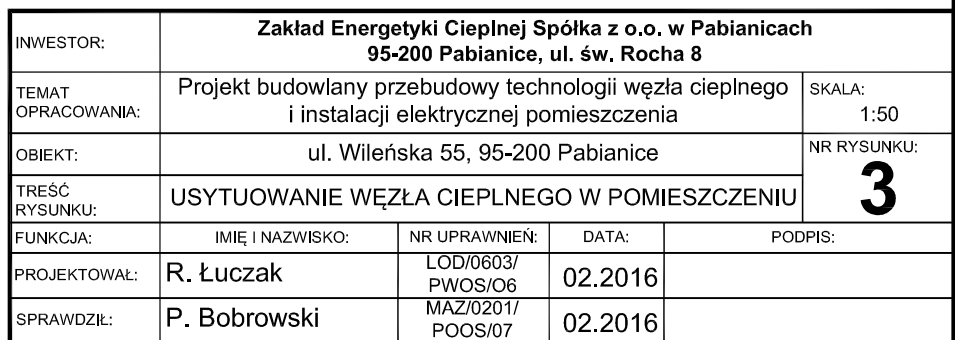 INWESTOR:
Zakład Energetyki Cieplnej Spółka z o.o. w Pabianicach
95-200 Pabianice, ul. św. Rocha 8
TEMAT
OPRACOWANIA:
Projekt budowlany przebudowy technologii węzła cieplnego
i instalacji elektrycznej pomieszczenia
SKALA:
1:50
OBIEKT:
ul. Wileńska 55, 95-200 Pabianice
NR RYSUNKU:
3
TREŚĆ
RYSUNKU:
USYTUOWANIE WĘZŁA CIEPLNEGO W POMIESZCZENIU
FUNKCJA:
IMIĘ I NAZWISKO:
NR UPRAWNIEŃ:
DATA:
PODPIS:
PROJEKTOWAŁ:
R. Łuczak
LOD/0603/
PWOS/O6
02.2016
SPRAWDZIŁ:
P. Bobrowski
MAZ/0201/
POOS/07
02.2016